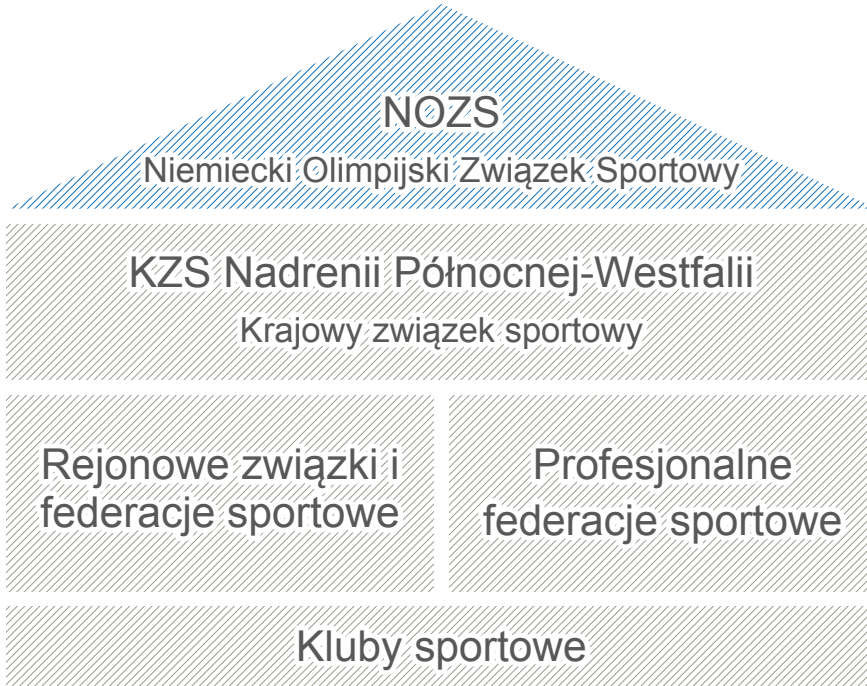 NOZS
Niemiecki Olimpijski Związek Sportowy
KZS Nadrenii Północnej-Westfalii
Krajowy związek sportowy
Rejonowe związki i
federacje sportowe
Profesjonalne
federacje sportowe
Kluby sportowe